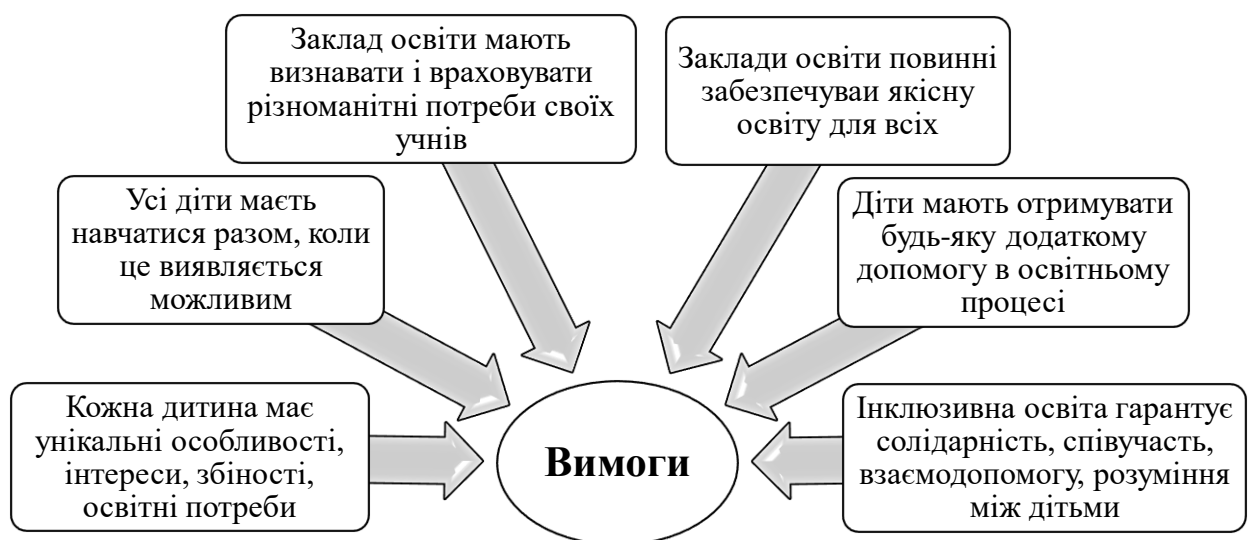 Заклад освіти мають
визнавати і враховувати
різноманітні потреби своїх
учнів
Заклади освіти повинні
забезпечуваи якісну
освіту для всіх
Усі діти маєть
навчатися разом, коли
це виявляється
можливим
Діти мають отримувати
будь-яку додаткому
допомогу в освітньому
процесі
Кожна дитина має
унікальні особливості,
інтереси, збіності,
освітні потреби
Вимоги
Інклюзивна освіта гарантує
солідарність, співучасть,
взаємодопомогу, розуміння
між дітьми